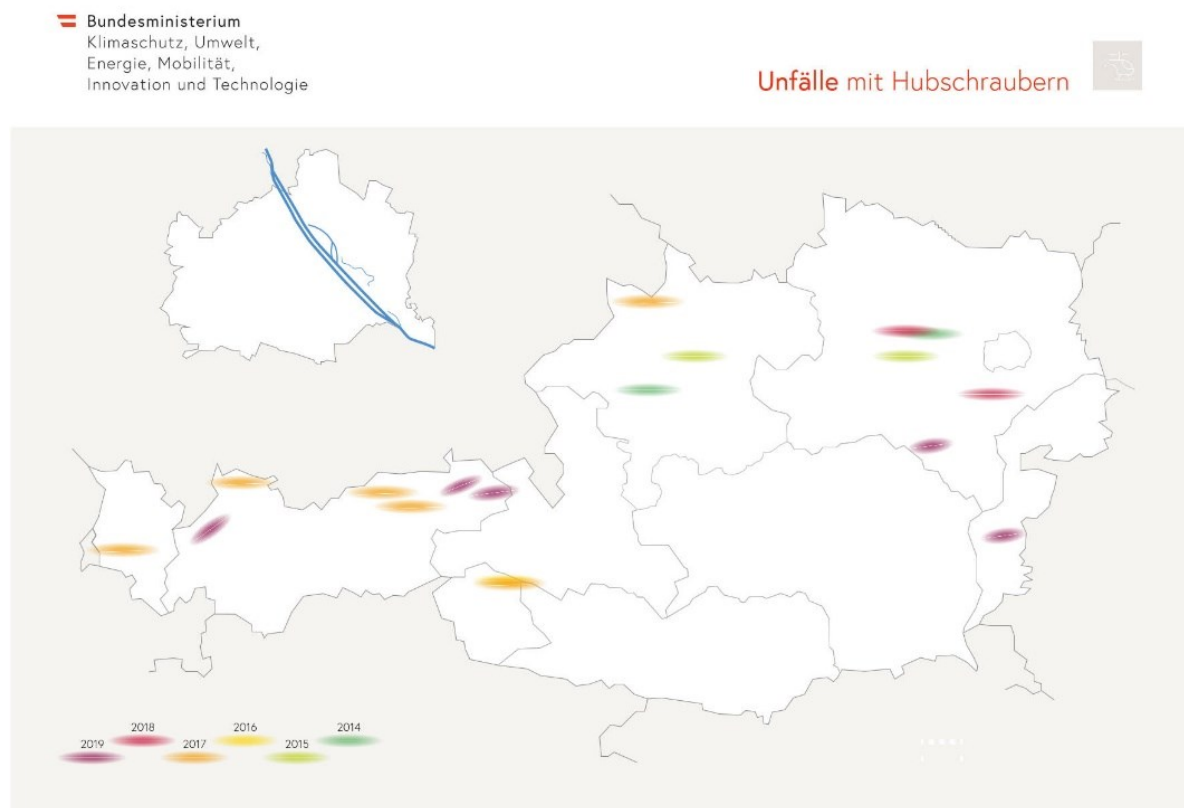 Bundesministerium
Klimaschutz, Umwelt,
Energie, Mobilität,
Innovation und Technologie
Unfälle mit Hubschraubern
2019
2018
2017
2016
2015
2014